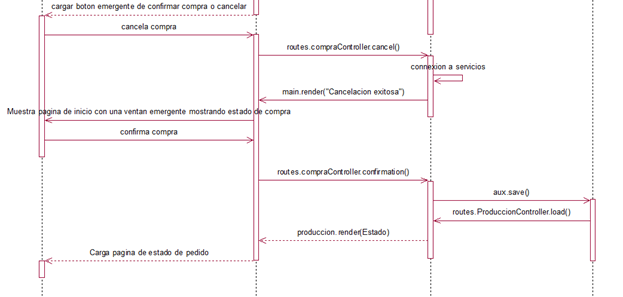 cargar boton emergente de confirmar compra o cancelar
cancela compra
routes.compraController.cancel()
connexion a servicios
main.render("Cancelacion exitosa")
Muestra pagina de inicio con una ventan emergente mostrando estado de compra
confirma compra
routes.compraController.confirmation()
aux.save()
routes.ProduccionController.load()
produccion.render(Estado)
Carga pagina de estado de pedido